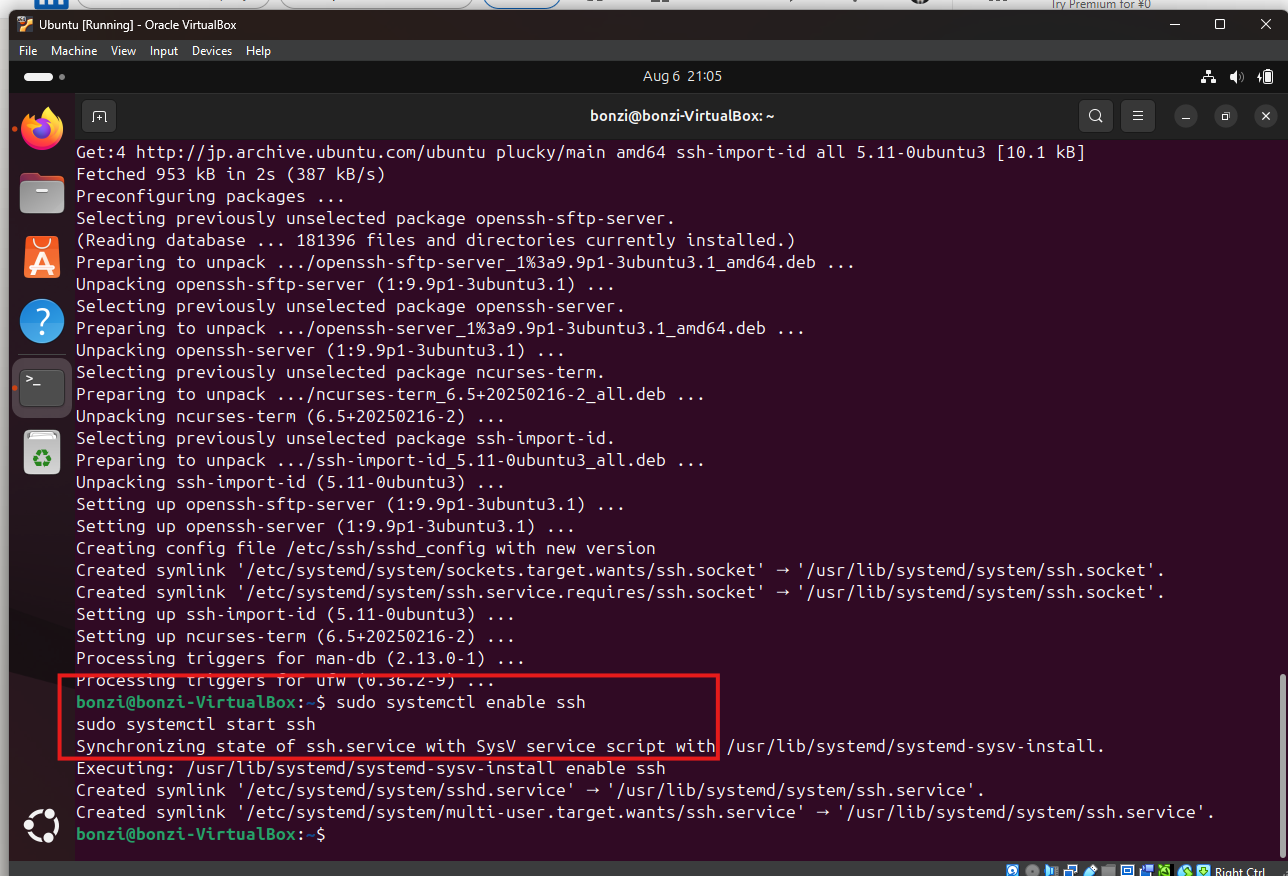 Try Premium for ¥0
Ubuntu [Running] - Oracle VirtualBox
File Machine View Input Devices Help
Aug 6 21:05
bonzi@bonzi-VirtualBox: ~
Get:4 http://jp.archive.ubuntu.com/ubuntu plucky/main amd64 ssh-import-id all 5.11-0ubuntu3 [10.1 kB]
Fetched 953 kB in 2s (387 kB/s)
Preconfiguring packages ...
Selecting previously unselected package openssh-sftp-server.
(Reading database ... 181396 files and directories currently installed.)
Preparing to unpack .../openssh-sftp-server_1%3a9.9p1-3ubuntu3.1_amd64.deb ...
Unpacking openssh-sftp-server (1:9.9p1-3ubuntu3.1) ...
Selecting previously unselected package openssh-server.
Preparing to unpack .../openssh-server_1%3a9.9p1-3ubuntu3.1_amd64.deb ...
Unpacking openssh-server (1:9.9p1-3ubuntu3.1) ...
Selecting previously unselected package ncurses-term.
Preparing to unpack .../ncurses-term_6.5+20250216-2_all.deb ...
Unpacking ncurses-term (6.5+20250216-2) ...
Selecting previously unselected package ssh-import-id.
Preparing to unpack .../ssh-import-id_5.11-0ubuntu3_all.deb ...
Unpacking ssh-import-id (5.11-0ubuntu3) ...
Setting up openssh-sftp-server (1:9.9p1-3ubuntu3.1) ...
Setting up openssh-server (1:9.9p1-3ubuntu3.1) ...
Creating config file /etc/ssh/sshd_config with new version
Created symlink '/etc/systemd/system/sockets.target.wants/ssh.socket' → '/usr/lib/systemd/system/ssh.socket'.
Created symlink '/etc/systemd/system/ssh.service.requires/ssh.socket' → '/usr/lib/systemd/system/ssh.socket'.
Setting up ssh-import-id (5.11-0ubuntu3) ...
Setting up ncurses-term (6.5+20250216-2) ...
Processing triggers for man-db (2.13.0-1) ...
Processing triggers for ufw (0.36.2-9) ...
bonzi@bonzi-VirtualBox:~$ sudo systemctl enable ssh
sudo systemctl start ssh
Synchronizing state of ssh.service with SysV service script with /usr/lib/systemd/systemd-sysv-install.
Executing: /usr/lib/systemd/systemd-sysv-install enable ssh
Created symlink '/etc/systemd/system/sshd.service' → '/usr/lib/systemd/system/ssh.service'.
Created symlink '/etc/systemd/system/multi-user.target.wants/ssh.service' → '/usr/lib/systemd/system/ssh.service'.
bonzi@bonzi-VirtualBox:~$
Right Ctrl